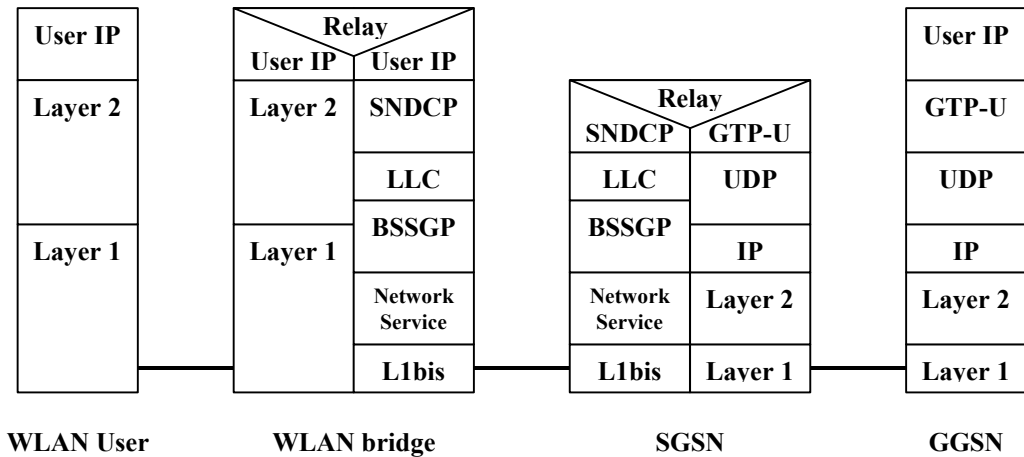 User IP
Layer 2
Layer 1
WLAN User
Relay
User IP
User IP
Layer 2
SNDCP
LLC
BSSGP
Layer 1
Network
Service
L1bis
WLAN bridge
Relay
SNDCP
GTP-U
LLC
UDP
BSSGP
IP
Network
Service
Layer 2
L1bis
Layer 1
SGSN
User IP
GTP-U
UDP
IP
Layer 2
Layer 1
GGSN